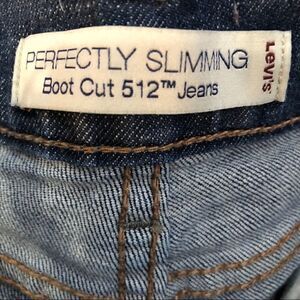 PERFECTLY SLIMMING
Boot Cut 512™ Jeans
Levi's